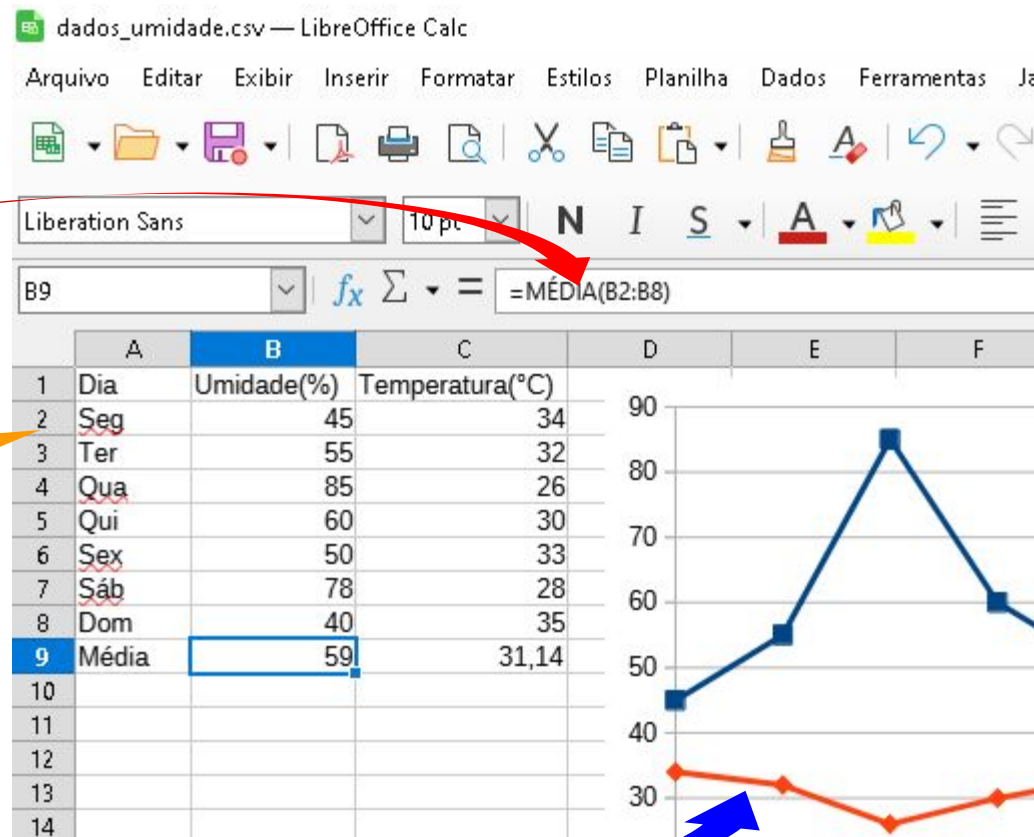 dados_umidade.csv — LibreOffice Calc
Arquivo Editar Exibir Inserir Formatar Estilos Planilha Dados Ferramentas
Liberation Sans 10 pt N I S A
B9 fx Σ = =MÉDIA(B2:B8)
A B C D E F
1 Dia Umidade(%) Temperatura(°C)
2 Seg 45 34
3 Ter 55 32
4 Qua 85 26
5 Qui 60 30
6 Sex 50 33
7 Sáb 78 28
8 Dom 40 35
9 Média 59 31,14
10
11
12
13
14
90
80
70
60
50
40
30